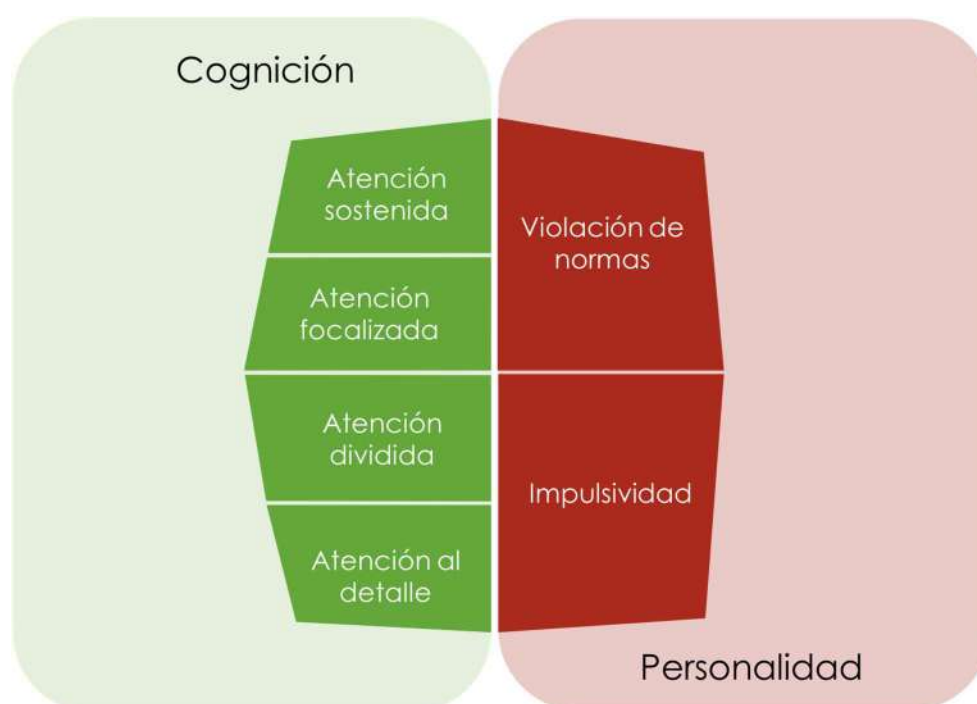 Cognición
Atención
sostenida
Atención
focalizada
Atención
dividida
Atención al
detalle
Violación de
normas
Impulsividad
Personalidad